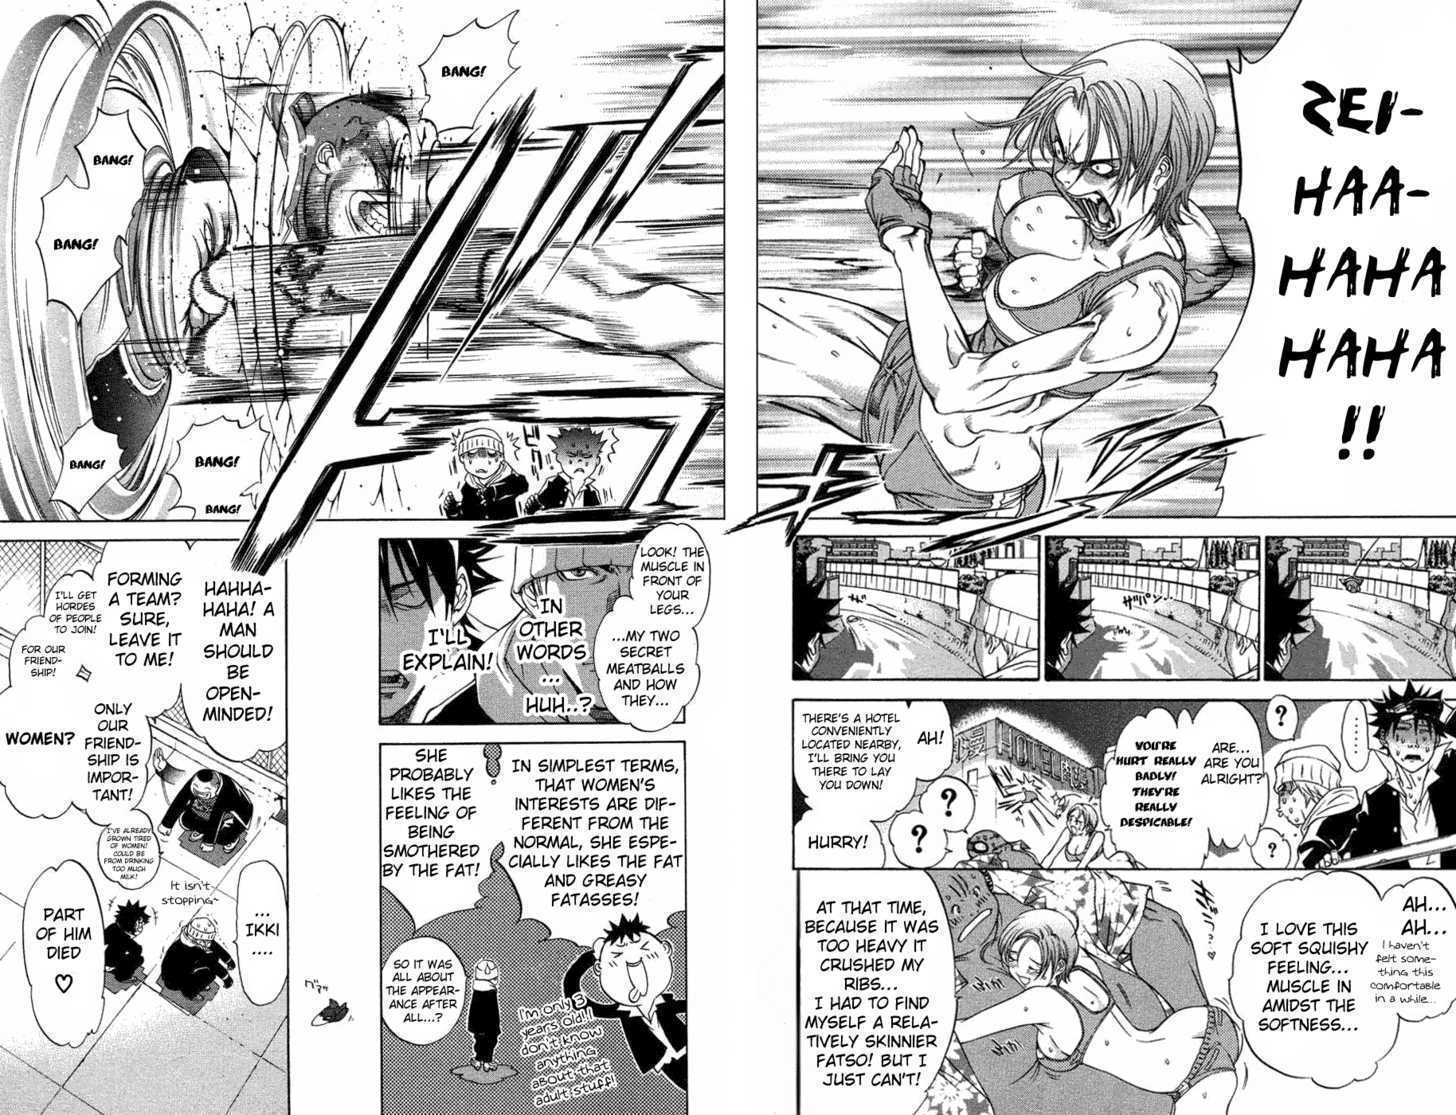 ZEI-
HAA-
HAHA
HAHA
!!
BANG!
BANG!
BANG!
BANG!
BANG!
BANG!
?
ARE...
ARE YOU
ALRIGHT?
YOU'RE
HURT REALLY
BADLY!
THEY'RE
REALLY
DESPICABLE!
?
HOTEL
AH!
THERE'S A HOTEL
CONVENIENTLY
LOCATED NEARBY,
I'LL BRING YOU
THERE TO LAY
YOU DOWN!
HURRY!
?
?
AH...
AH...
I haven't
felt some-
thing this
comfortable
in a while...
I LOVE THIS
SOFT SQUISHY
FEELING...
MUSCLE IN
AMIDST THE
SOFTNESS...
AT THAT TIME,
BECAUSE IT WAS
TOO HEAVY IT
CRUSHED MY
RIBS...
I HAD TO FIND
MYSELF A RELA-
TIVELY SKINNIER
FATSO! BUT I
JUST CAN'T!
LOOK! THE
MUSCLE IN
FRONT OF
YOUR
LEGS...
...MY TWO
SECRET
MEATBALLS
AND HOW
THEY...
IN
OTHER
WORDS
...
HUH..?
I'LL
EXPLAIN!
IN SIMPLEST TERMS,
THAT WOMEN'S
INTERESTS ARE DIF-
FERENT FROM THE
NORMAL, SHE ESPE-
CIALLY LIKES THE FAT
AND GREASY
FATASSES!
SHE
PROBABLY
LIKES THE
FEELING OF
BEING
SMOTHERED
BY THE FAT!
SO IT WAS
ALL ABOUT
THE APPEAR-
ANCE AFTER
ALL...?
I'm only 3
years old! I
don't know
anything
about that
adult stuff!
HAHHA-
HAHA! A
MAN
SHOULD
BE
OPEN-
MINDED!
FORMING
A TEAM?
SURE,
LEAVE IT
TO ME!
I'LL GET
HORDES
OF PEOPLE
TO JOIN!
FOR OUR
FRIEND-
SHIP!
ONLY
OUR
FRIEND-
SHIP IS
IMPOR-
TANT!
WOMEN?
I'VE ALREADY
GROWN TIRED
OF WOMEN!
COULD BE
FROM DRINKING
TOO MUCH
MILK!
It isn't
stopping~
...
IKKI
....
PART
OF HIM
DIED
♡